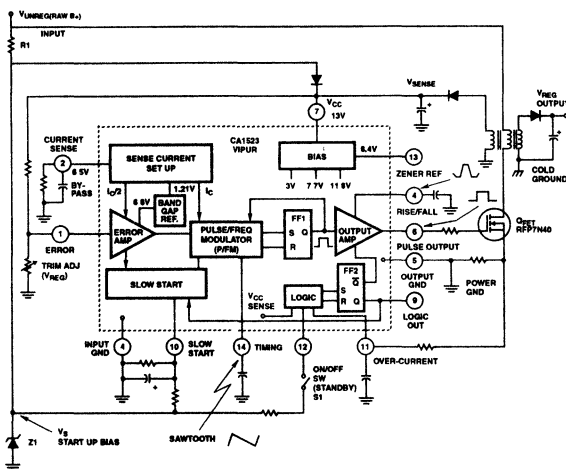 VUNREG(RAW B+)
INPUT
R1
VSENSE
VREG
OUTPUT
VCC
7
13V
CURRENT
SENSE
2
6 5V
BY-
PASS
SENSE CURRENT
SET UP
CA1523
VIPUR
BIAS
6.4V
13
ZENER REF
3V
7 7V
11 8V
COLD
GROUND
IO/2
1.21V
IC
6 8V
BAND
GAP
REF.
4
RISE/FALL
ERROR
AMP
PULSE/FREQ
MODULATOR
(P/FM)
FF1
S
R
OUTPUT
AMP
6
PULSE OUTPUT
QFET
RFP7N40
1
ERROR
TRIM ADJ
(VREG)
SLOW START
FF2
Q
S
R
Q
5
OUTPUT
GND
POWER
GND
VCC
SENSE
LOGIC
9
LOGIC
OUT
INPUT
GND
4
10
SLOW
START
14
TIMING
12
11
OVER-CURRENT
ON/OFF
SW
(STANDBY)
S1
VS
START UP BIAS
Z1
SAWTOOTH